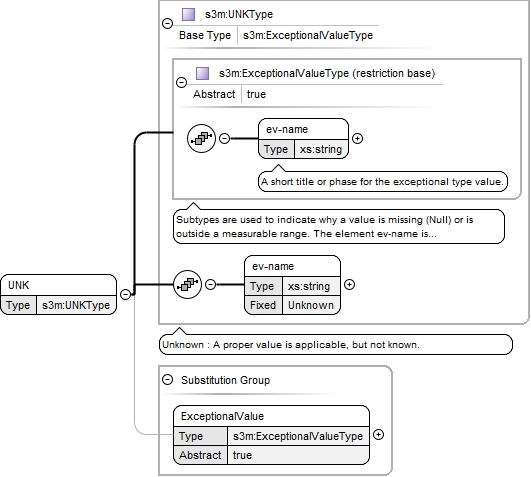 s3m:UNKType
Base Type s3m:ExceptionalValueType
s3m:ExceptionalValueType (restriction base)
Abstract true
ev-name
Type xs:string
A short title or phase for the exceptional type value.
Subtypes are used to indicate why a value is missing (Null) or is
outside a measurable range. The element ev-name is...
UNK
Type s3m:UNKType
ev-name
Type xs:string
Fixed Unknown
Unknown : A proper value is applicable, but not known.
Substitution Group
ExceptionalValue
Type s3m:ExceptionalValueType
Abstract true